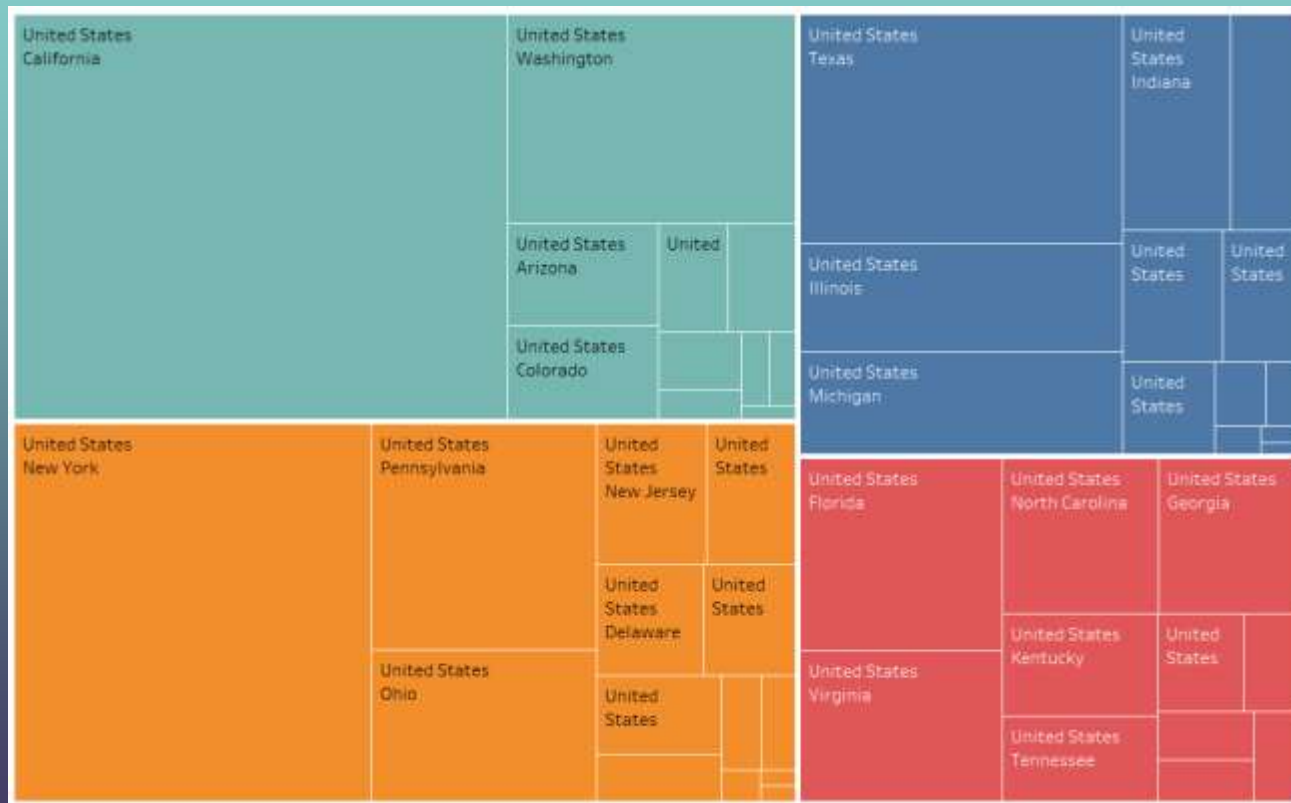 United States
California
United States
Washington
United States
Arizona
United
United States
Colorado
United States
Texas
United
States
Indiana
United States
Illinois
United
States
United
States
United States
Michigan
United
States
United States
New York
United States
Pennsylvania
United
States
New Jersey
United
States
United
States
Delaware
United
States
United States
Ohio
United
States
United States
Florida
United States
North Carolina
United States
Georgia
United States
Kentucky
United
States
United States
Virginia
United States
Tennessee